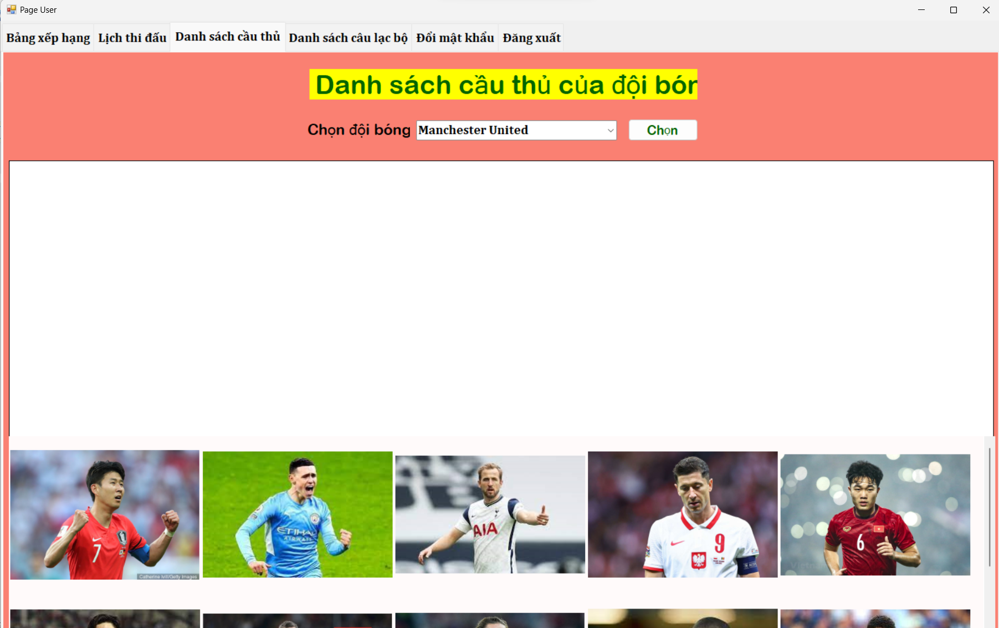 Page User
Bảng xếp hạng Lịch thi đấu Danh sách cầu thủ Danh sách câu lạc bộ Đổi mật khẩu Đăng xuất
Danh sách cầu thủ của đội bón
Chọn đội bóng Manchester United Chọn
7
Catherine Ivill/Getty Images
ETIHAD
AIRWAYS
AIA
9
6